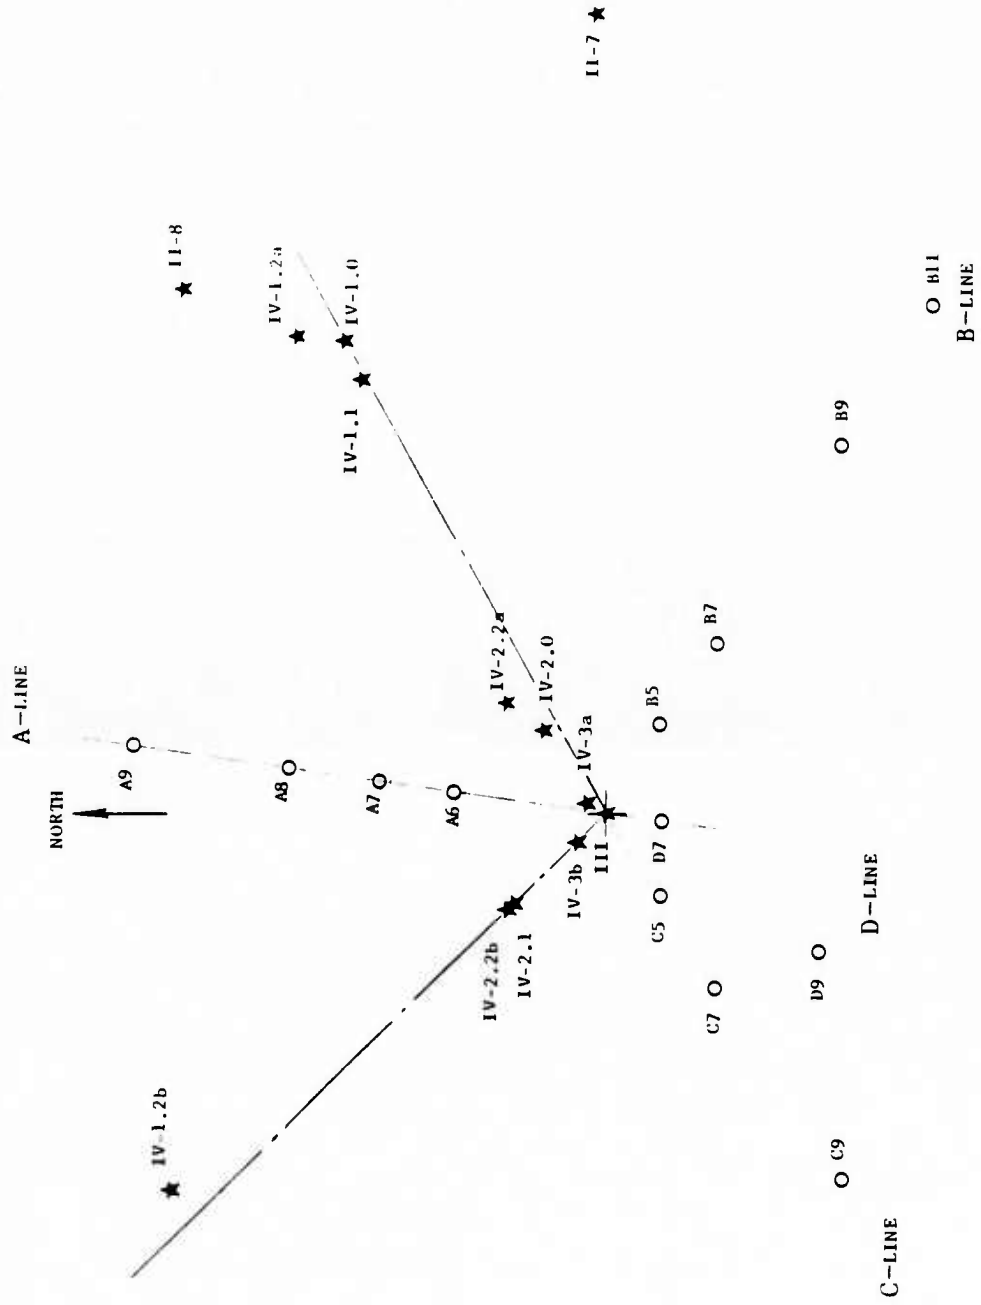 I1-7
I1-8
IV-1.2a
IV-1.0
IV-1.1
A-LINE
NORTH
A9
A8
A7
A6
IV-2.2a
IV-2.0
IV-3a
III
IV-3b
IV-2.2b
IV-2.1
IV-1.2b
B5
B7
B9
B11
B-LINE
D7
C5
C7
D9
D-LINE
C9
C-LINE